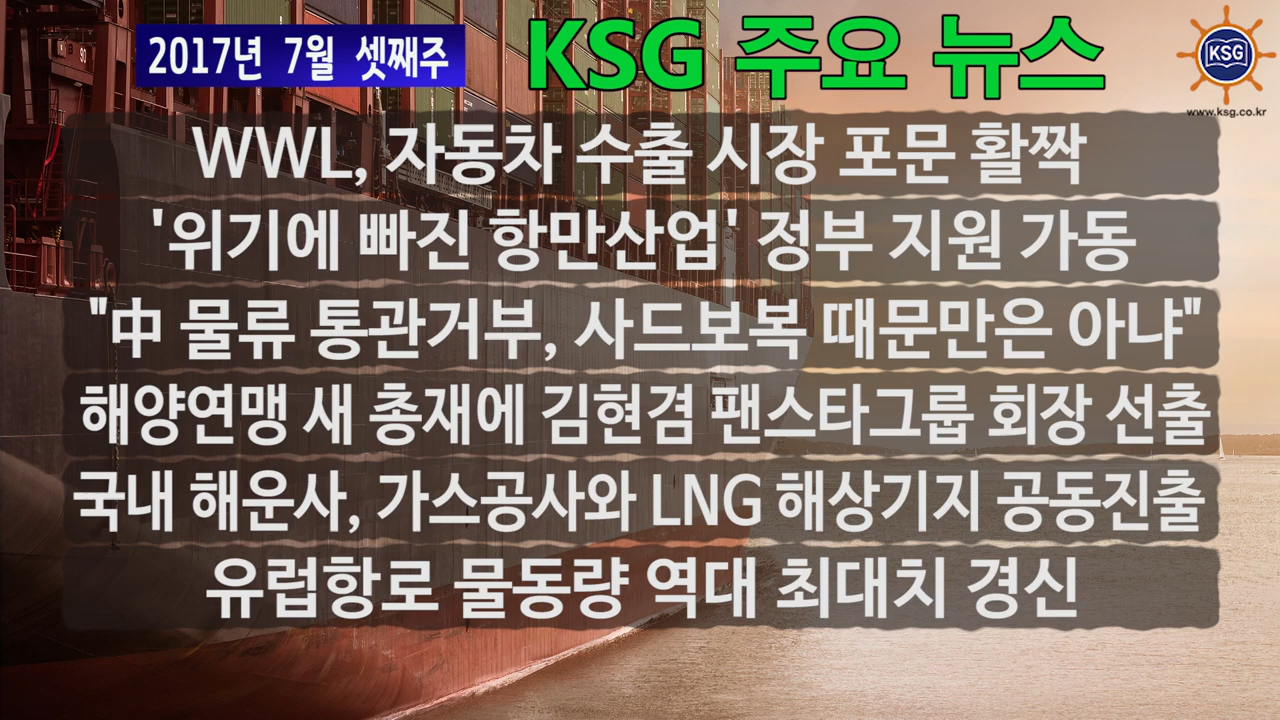 2017년 7월 셋째주
KSG 주요 뉴스
KSG
www.ksg.co.kr
WWL, 자동차 수출 시장 포문 활짝
'위기에 빠진 항만산업' 정부 지원 가동
"中 물류 통관거부, 사드보복 때문만은 아냐"
해양연맹 새 총재에 김현겸 팬스타그룹 회장 선출
국내 해운사, 가스공사와 LNG 해상기지 공동진출
유럽항로 물동량 역대 최대치 경신